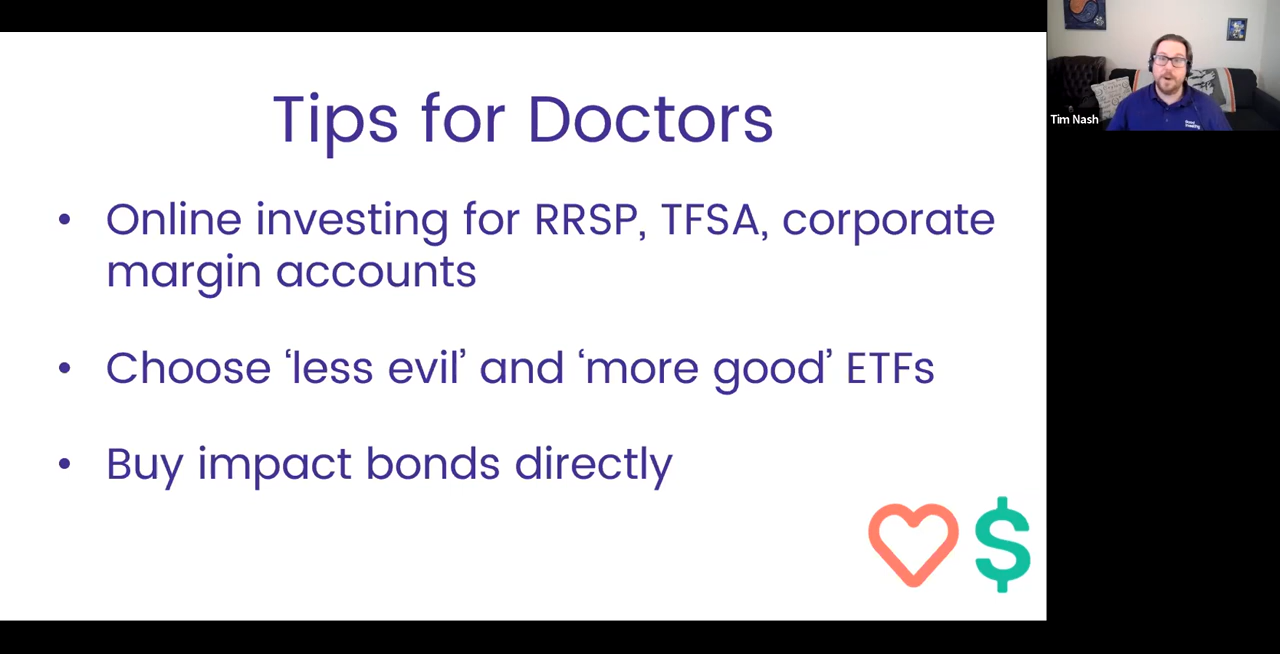 Tips for Doctors
• Online investing for RRSP, TFSA, corporate
margin accounts
• Choose ‘less evil’ and ‘more good’ ETFs
• Buy impact bonds directly
$
Tim Nash